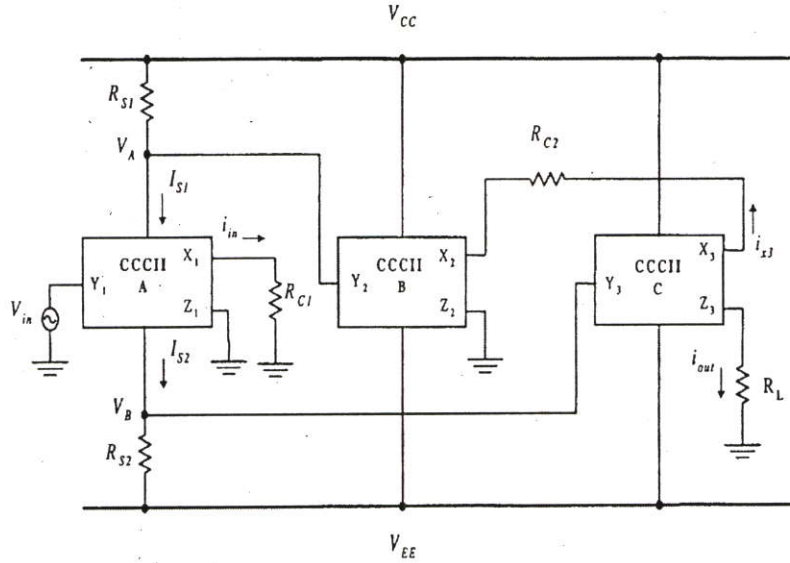 V_CC
R_S1
R_C2
V_A
I_S1
i_in
X_1
CCCII
A
Y_1
Z_1
R_C1
V_in
X_2
CCCII
B
Y_2
Z_2
X_3
CCCII
C
Y_3
Z_3
i_x3
I_S2
i_out
R_L
V_B
R_S2
V_EE